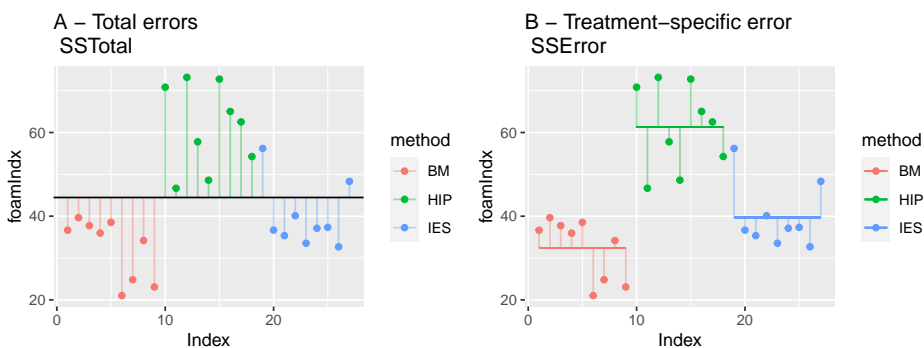 A – Total errors
SSTotal
foamIndx
60
40
20
0
10
20
Index
method
BM
HIP
IES
B – Treatment–specific error
SSError
foamIndx
60
40
20
0
10
20
Index
method
BM
HIP
IES